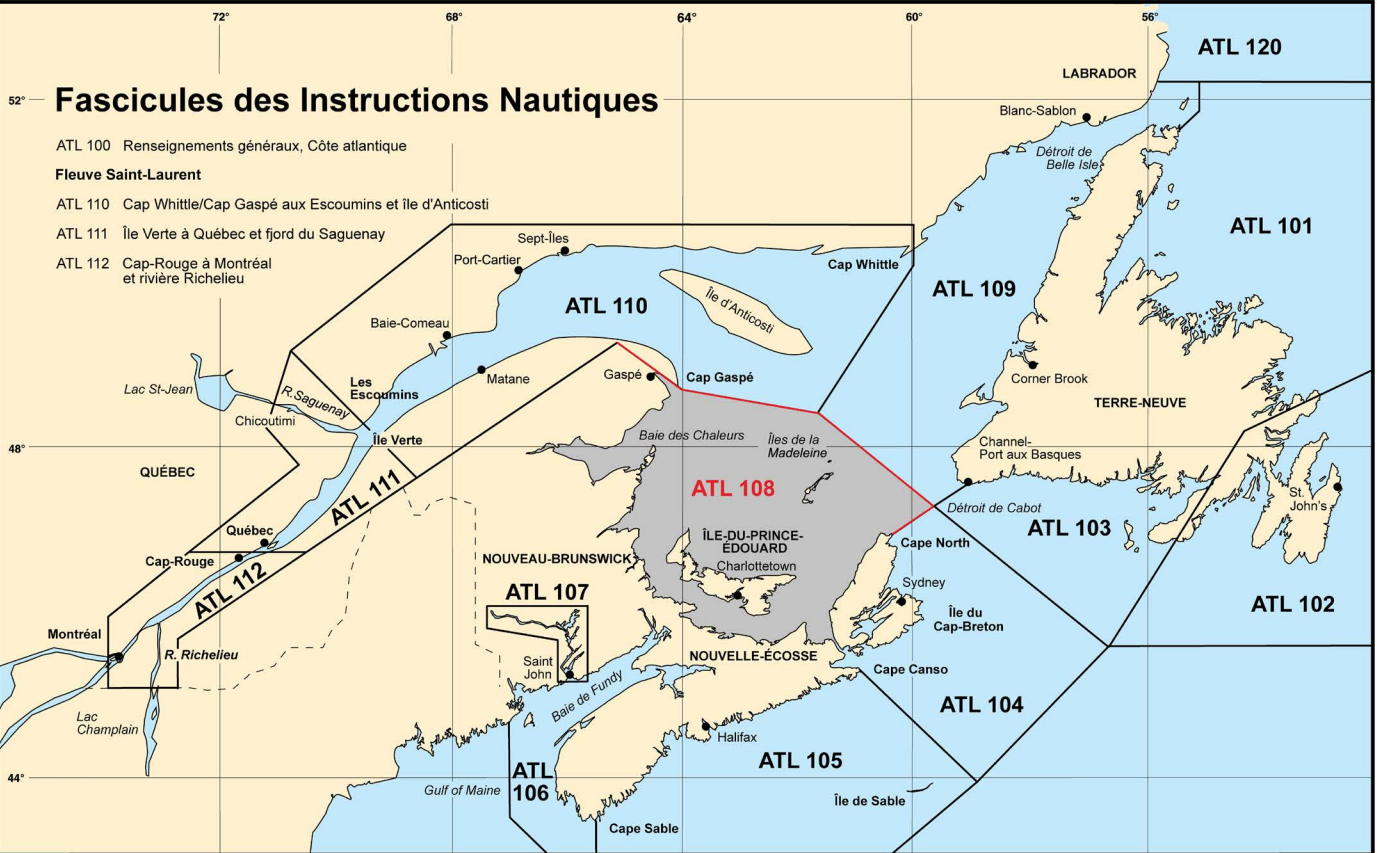 72°
68°
64°
60°
56°
ATL 120
LABRADOR
52°
Fascicules des Instructions Nautiques
Blanc-Sablon
ATL 100 Renseignements généraux, Côte atlantique
Détroit de
Belle Isle
Fleuve Saint-Laurent
ATL 110 Cap Whittle/Cap Gaspé aux Escoumins et île d'Anticosti
ATL 101
ATL 111 Île Verte à Québec et fjord du Saguenay
Sept-Îles
ATL 112 Cap-Rouge à Montréal
et rivière Richelieu
Port-Cartier
Cap Whittle
ATL 109
ATL 110
Île d'Anticosti
Baie-Comeau
Gaspé
Cap Gaspé
Matane
Corner Brook
Lac St-Jean
R. Saguenay
Les
Escoumins
TERRE-NEUVE
Chicoutimi
Île Verte
Baie des Chaleurs
Îles de la
Madeleine
48°
Channel-
Port aux Basques
QUÉBEC
ATL 111
ATL 108
St.
John's
Détroit de Cabot
ATL 103
Québec
Cap-Rouge
ÎLE-DU-PRINCE-
ÉDOUARD
Cape North
NOUVEAU-BRUNSWICK
Charlottetown
ATL 112
ATL 107
Sydney
ATL 102
Île du
Cap-Breton
Montréal
R. Richelieu
NOUVELLE-ÉCOSSE
Saint
John
Cape Canso
Baie de Fundy
ATL 104
Lac
Champlain
Halifax
ATL 105
44°
ATL
106
Gulf of Maine
Île de Sable
Cape Sable